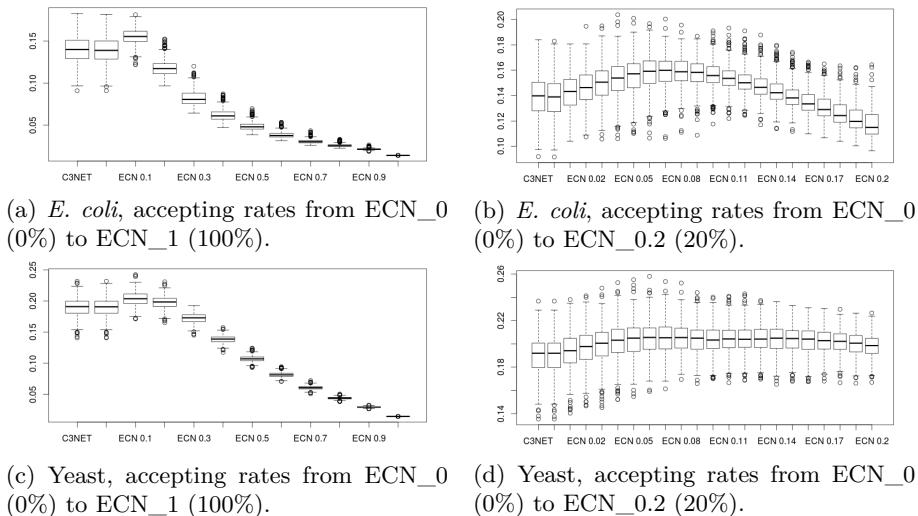 0.15
0.05
C3NET ECN 0.1 ECN 0.3 ECN 0.5 ECN 0.7 ECN 0.9
0.20
0.18
0.16
0.14
0.12
0.10
C3NET ECN 0.02 ECN 0.05 ECN 0.08 ECN 0.11 ECN 0.14 ECN 0.17 ECN 0.2
(a) E. coli, accepting rates from ECN_0
(0%) to ECN_1 (100%).
(b) E. coli, accepting rates from ECN_0
(0%) to ECN_0.2 (20%).
0.25
0.20
0.15
0.10
0.05
C3NET ECN 0.1 ECN 0.3 ECN 0.5 ECN 0.7 ECN 0.9
0.26
0.22
0.18
0.14
C3NET ECN 0.02 ECN 0.05 ECN 0.08 ECN 0.11 ECN 0.14 ECN 0.17 ECN 0.2
(c) Yeast, accepting rates from ECN_0
(0%) to ECN_1 (100%).
(d) Yeast, accepting rates from ECN_0
(0%) to ECN_0.2 (20%).